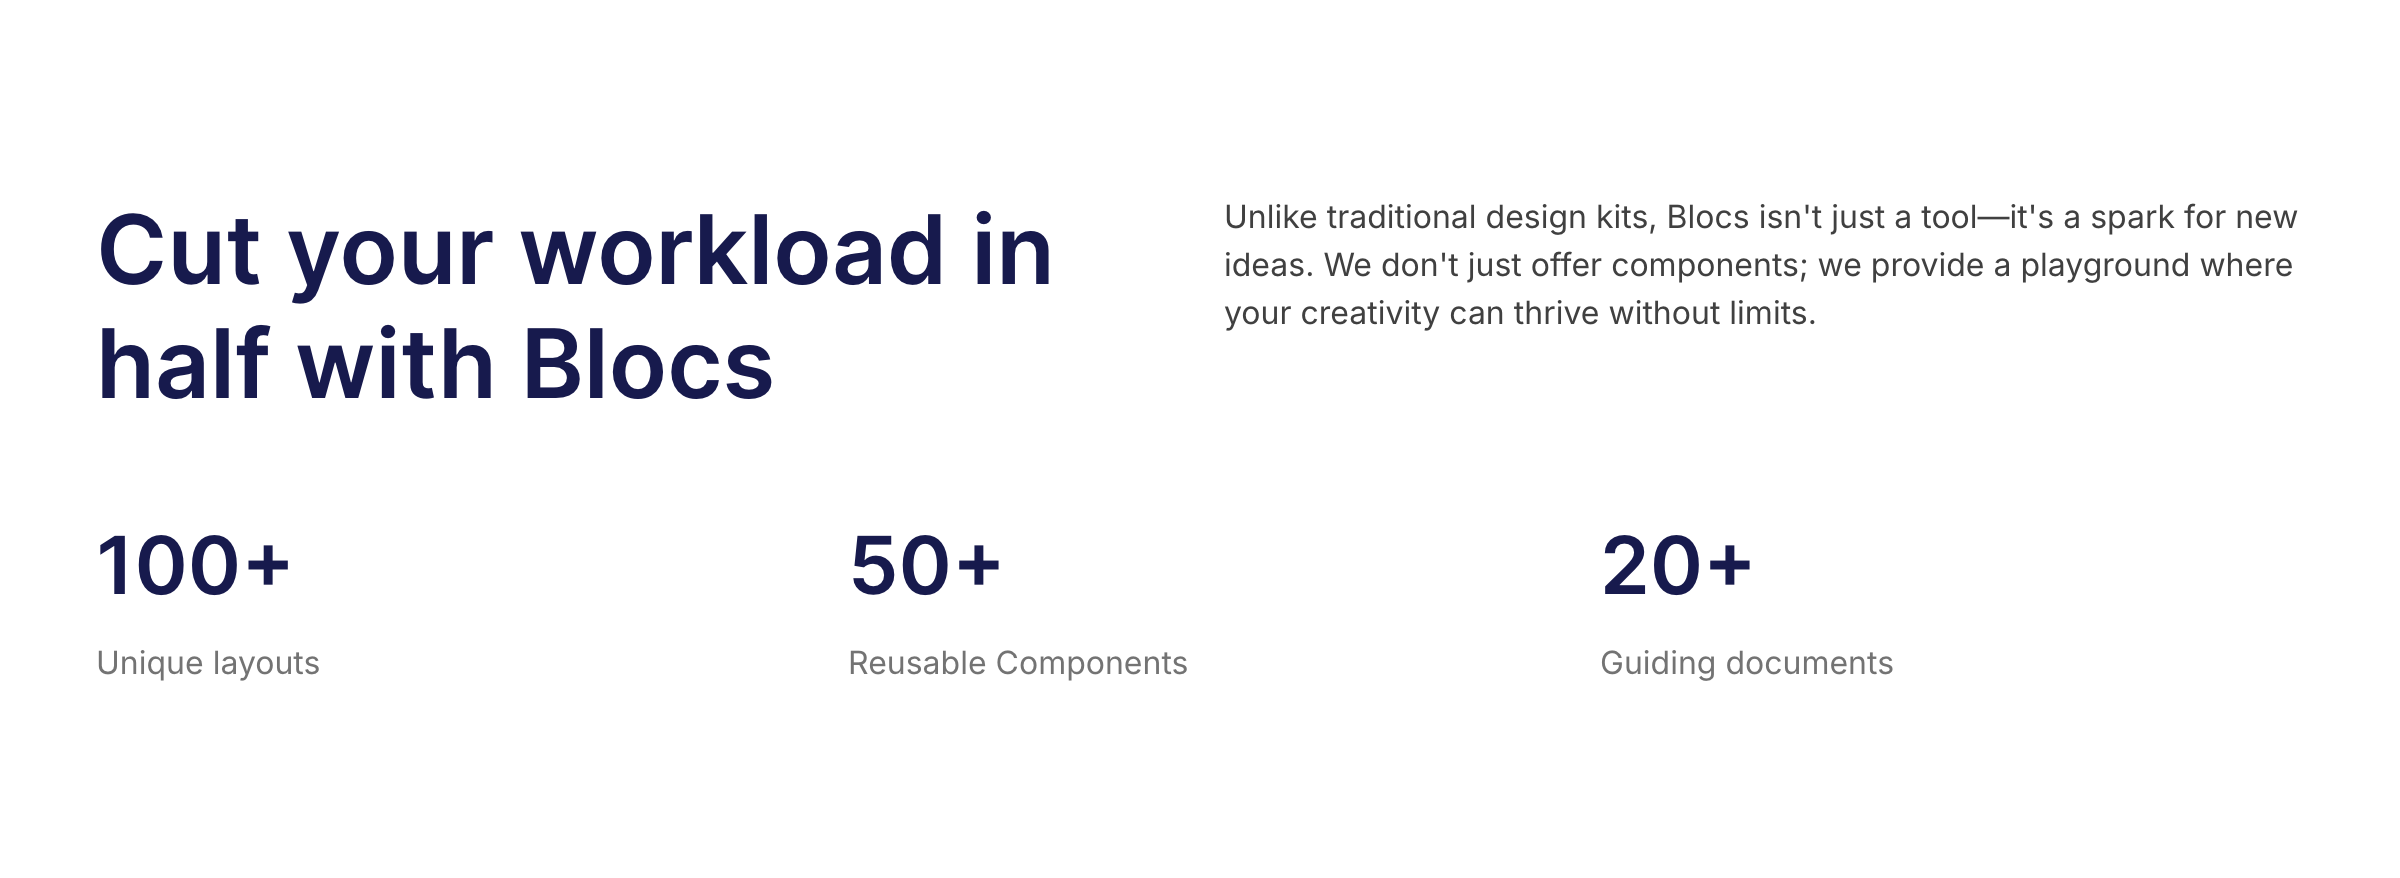 Cut your workload in
half with Blocs
Unlike traditional design kits, Blocs isn't just a tool—it's a spark for new
ideas. We don't just offer components; we provide a playground where
your creativity can thrive without limits.
100+
Unique layouts
50+
Reusable Components
20+
Guiding documents